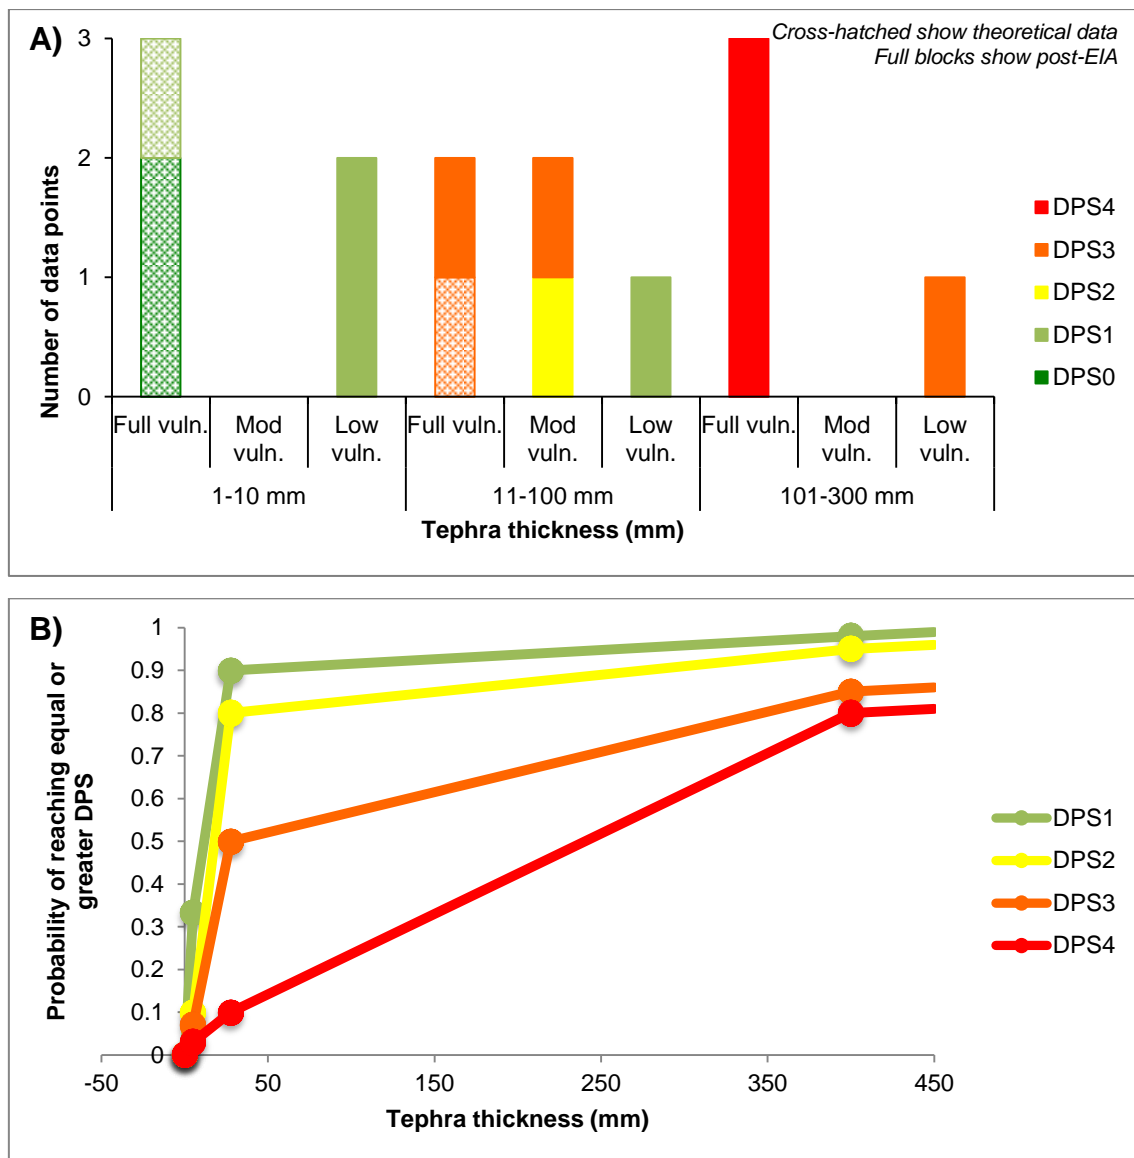 A)
Cross-hatched show theoretical data
Full blocks show post-EIA
Number of data points
3
2
1
0
DPS4
DPS3
DPS2
DPS1
DPS0
Full vuln.
Mod
vuln.
Low
vuln.
Full vuln.
Mod
vuln.
Low
vuln.
Full vuln.
Mod
vuln.
Low
vuln.
1-10 mm
11-100 mm
101-300 mm
Tephra thickness (mm)
B)
Probability of reaching equal or
greater DPS
1
0.9
0.8
0.7
0.6
0.5
0.4
0.3
0.2
0.1
0
-50
50
150
250
350
450
Tephra thickness (mm)
DPS1
DPS2
DPS3
DPS4